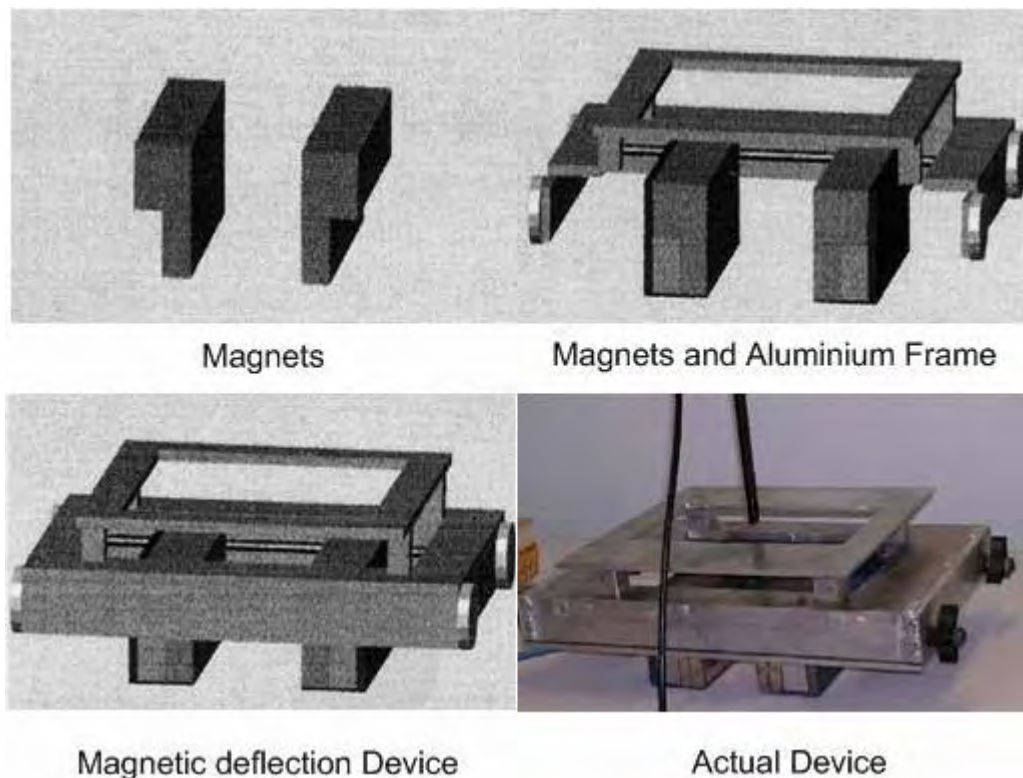 Magnets
Magnets and Aluminium Frame
Magnetic deflection Device
Actual Device